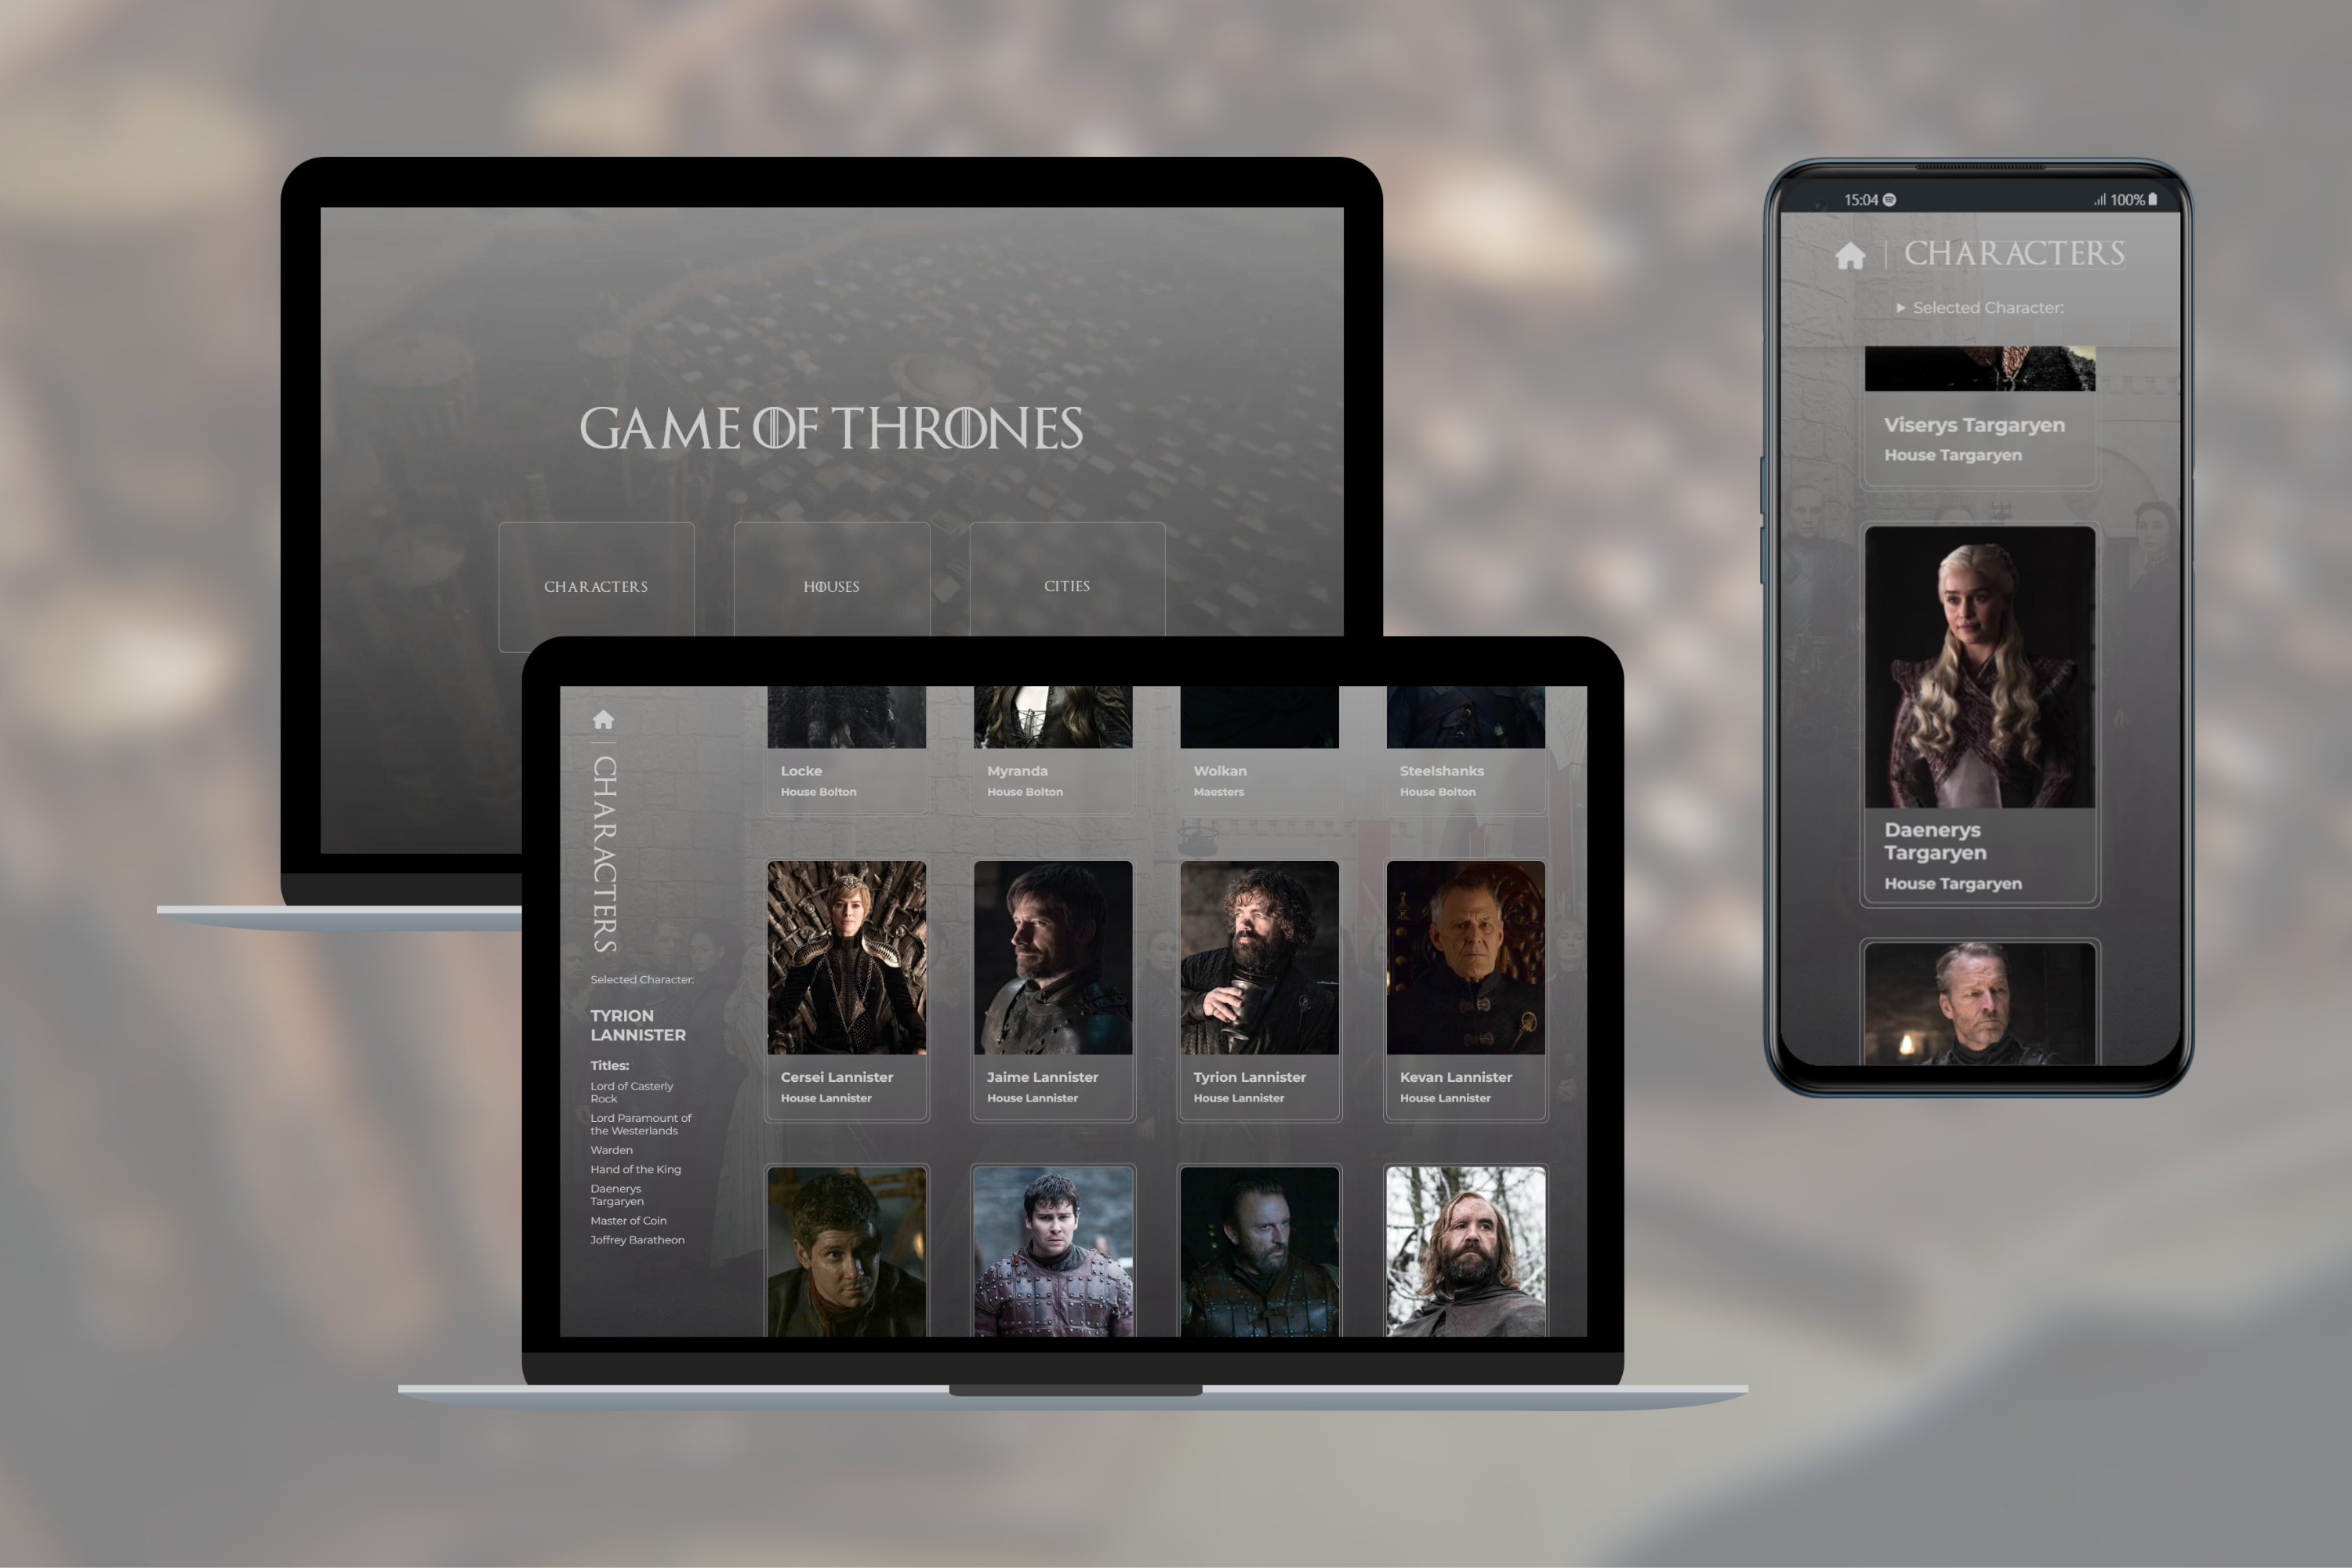 GAME OF THRONES
CHARACTERS
HOUSES
CITIES
CHARACTERS
Selected Character:
TYRION
LANNISTER
Titles:
Lord of Casterly
Rock
Lord Paramount of
the Westerlands
Warden
Hand of the King
Daenerys
Targaryen
Master of Coin
Joffrey Baratheon
Locke
House Bolton
Myranda
House Bolton
Wolkan
Maesters
Steelshanks
House Bolton
Cersei Lannister
House Lannister
Jaime Lannister
House Lannister
Tyrion Lannister
House Lannister
Kevan Lannister
House Lannister
15:04
100%
CHARACTERS
Selected Character:
Viserys Targaryen
House Targaryen
Daenerys
Targaryen
House Targaryen